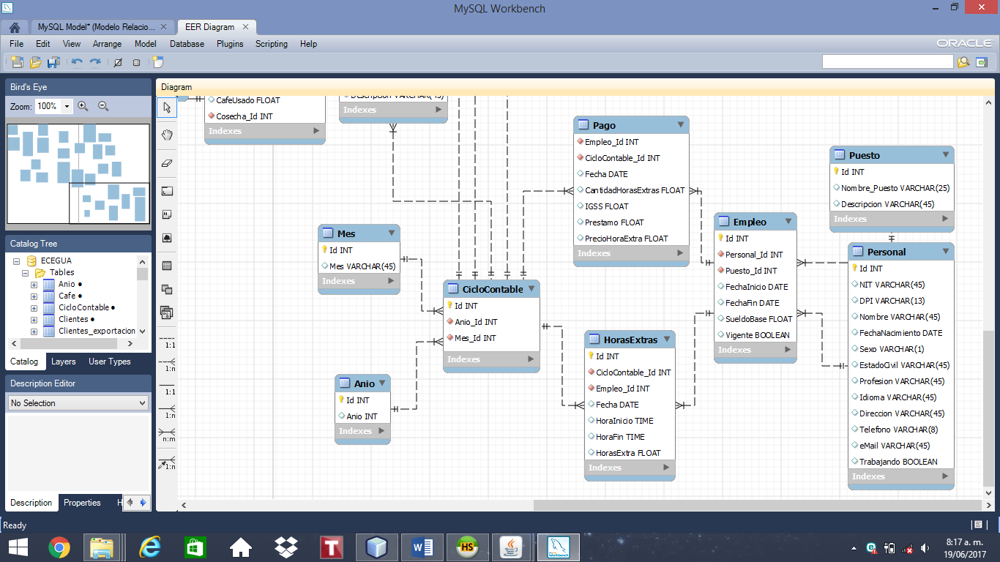 MySQL Workbench
MySQL Model* (Modelo Relacio...
EER Diagram
File Edit View Arrange Model Database Plugins Scripting Help
ORACLE
Bird's Eye
Zoom: 100%
Catalog Tree
ECEGUA
Tables
Anio
Cafe
CicloContable
Clientes
Clientes_exportacion
Catalog Layers User Types
Description Editor
No Selection
Description Properties H
Ready
1:1
1:n
1:1
1:n
n:m
1:n
Diagram
CafeUsado FLOAT
Cosecha_Id INT
Indexes
Descripcion VARCHAR(45)
Indexes
Mes
Id INT
Mes VARCHAR(45)
Indexes
Anio
Id INT
Anio INT
Indexes
CicloContable
Id INT
Anio_Id INT
Mes_Id INT
Indexes
Pago
Empleo_Id INT
CicloContable_Id INT
Fecha DATE
CantidadHorasExtras FLOAT
IGSS FLOAT
Prestamo FLOAT
PrecioHoraExtra FLOAT
Indexes
HorasExtras
Id INT
CicloContable_Id INT
Empleo_Id INT
Fecha DATE
HoraInicio TIME
HoraFin TIME
HorasExtra FLOAT
Indexes
Empleo
Id INT
Personal_Id INT
Puesto_Id INT
FechaInicio DATE
FechaFin DATE
SueldoBase FLOAT
Vigente BOOLEAN
Indexes
Puesto
Id INT
Nombre_Puesto VARCHAR(25)
Descripcion VARCHAR(45)
Indexes
Personal
Id INT
NIT VARCHAR(45)
DPI VARCHAR(13)
Nombre VARCHAR(45)
FechaNacimiento DATE
Sexo VARCHAR(1)
EstadoCivil VARCHAR(45)
Profesion VARCHAR(45)
Idioma VARCHAR(45)
Direccion VARCHAR(45)
Telefono VARCHAR(8)
eMail VARCHAR(45)
Trabajando BOOLEAN
Indexes
T
HS
8:17 a. m.
19/06/2017